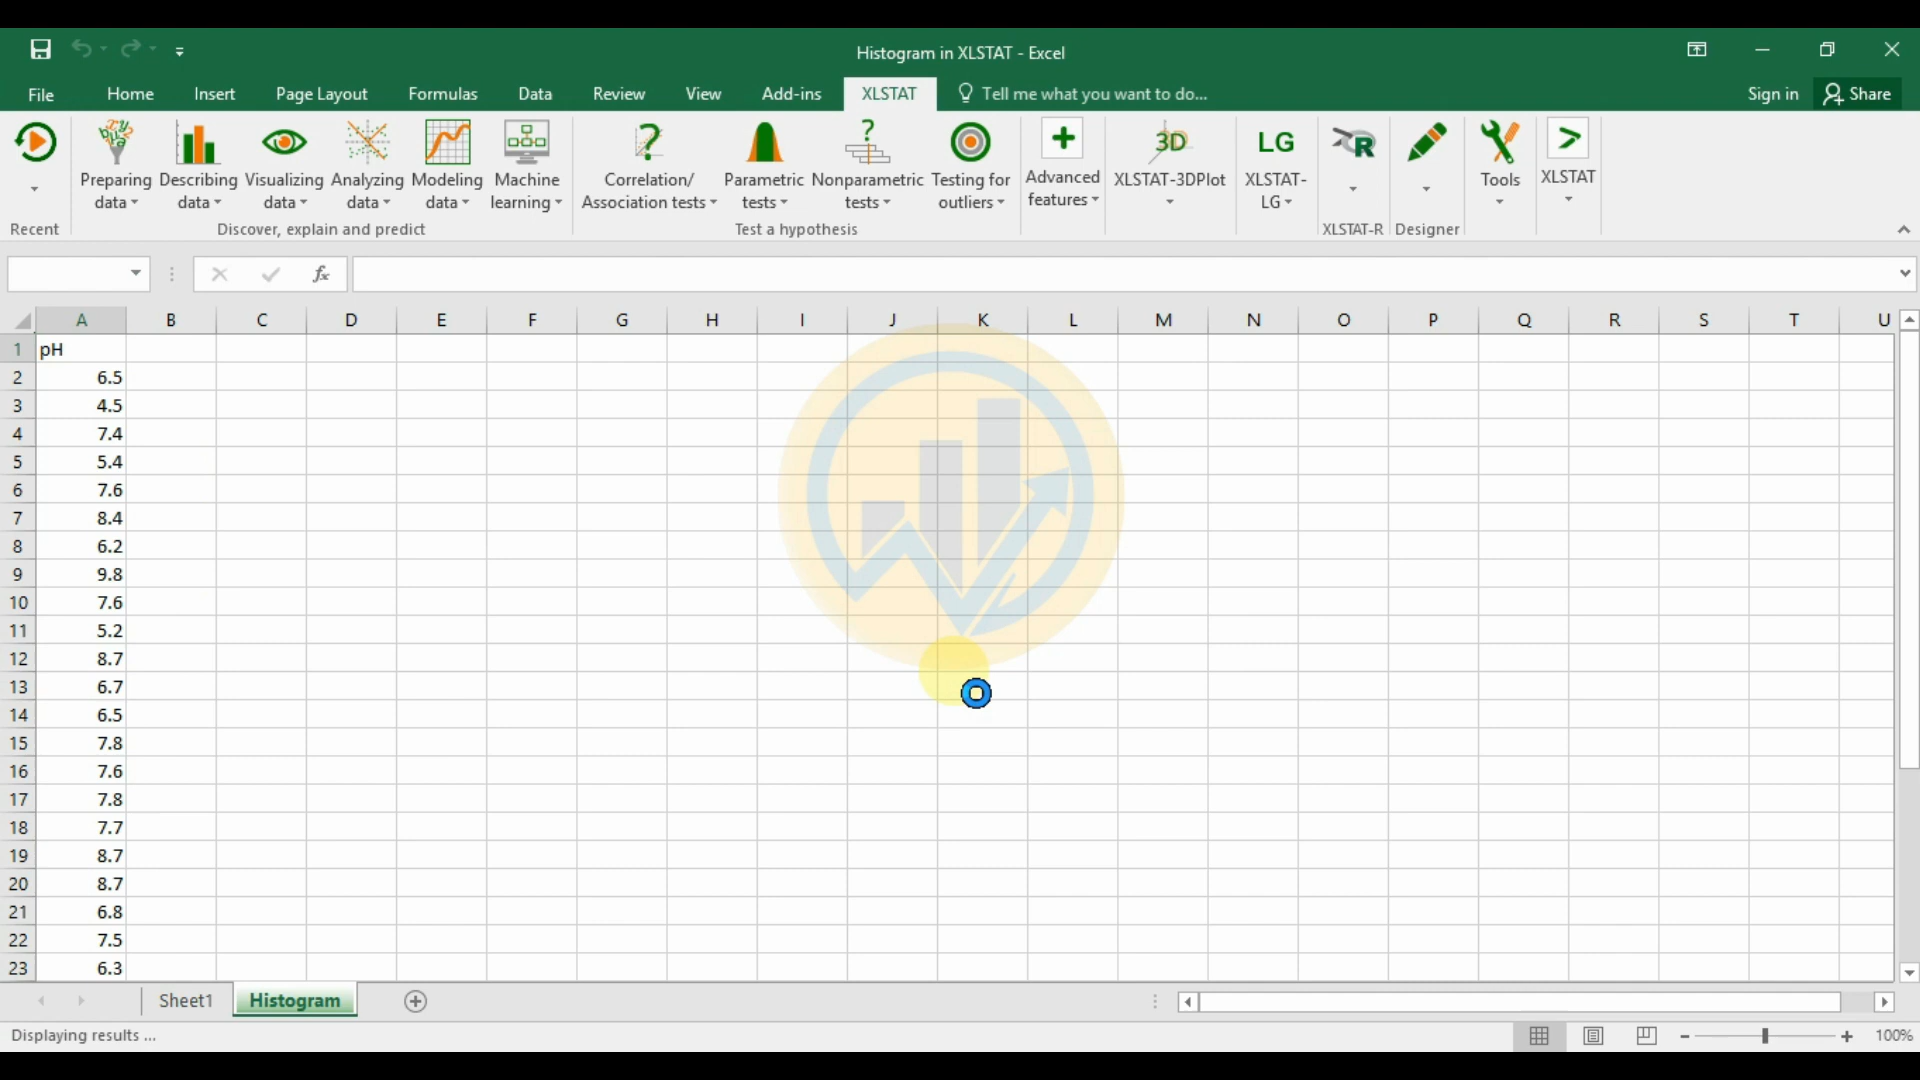 Histogram in XLSTAT - Excel
File Home Insert Page Layout Formulas Data Review View Add-ins XLSTAT Tell me what you want to do... Sign in Share
Preparing data Describing data Visualizing data Analyzing data Modeling data Machine learning Correlation/ Association tests Parametric tests Nonparametric tests Testing for outliers Advanced features 3D XLSTAT-3DPlot LG XLSTAT-LG R Tools XLSTAT
Recent Discover, explain and predict Test a hypothesis XLSTAT-R Designer
fx
A B C D E F G H I J K L M N O P Q R S T U
1 pH
2 6.5
3 4.5
4 7.4
5 5.4
6 7.6
7 8.4
8 6.2
9 9.8
10 7.6
11 5.2
12 8.7
13 6.7
14 6.5
15 7.8
16 7.6
17 7.8
18 7.7
19 8.7
20 8.7
21 6.8
22 7.5
23 6.3
Sheet1 Histogram
Displaying results ... 100%